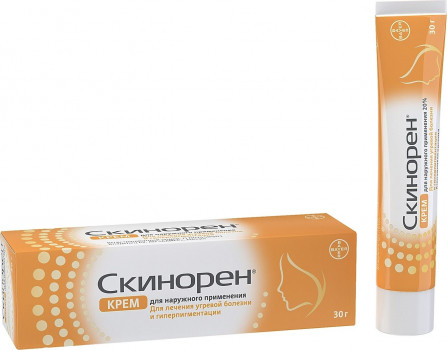 Скинорен®
КРЕМ
для наружного применения
Для лечения угревой болезни
и гиперпигментации
30 г
30 г
BAYER
Скинорен®
КРЕМ
для наружного применения 20%
Для лечения угревой болезни
и гиперпигментации